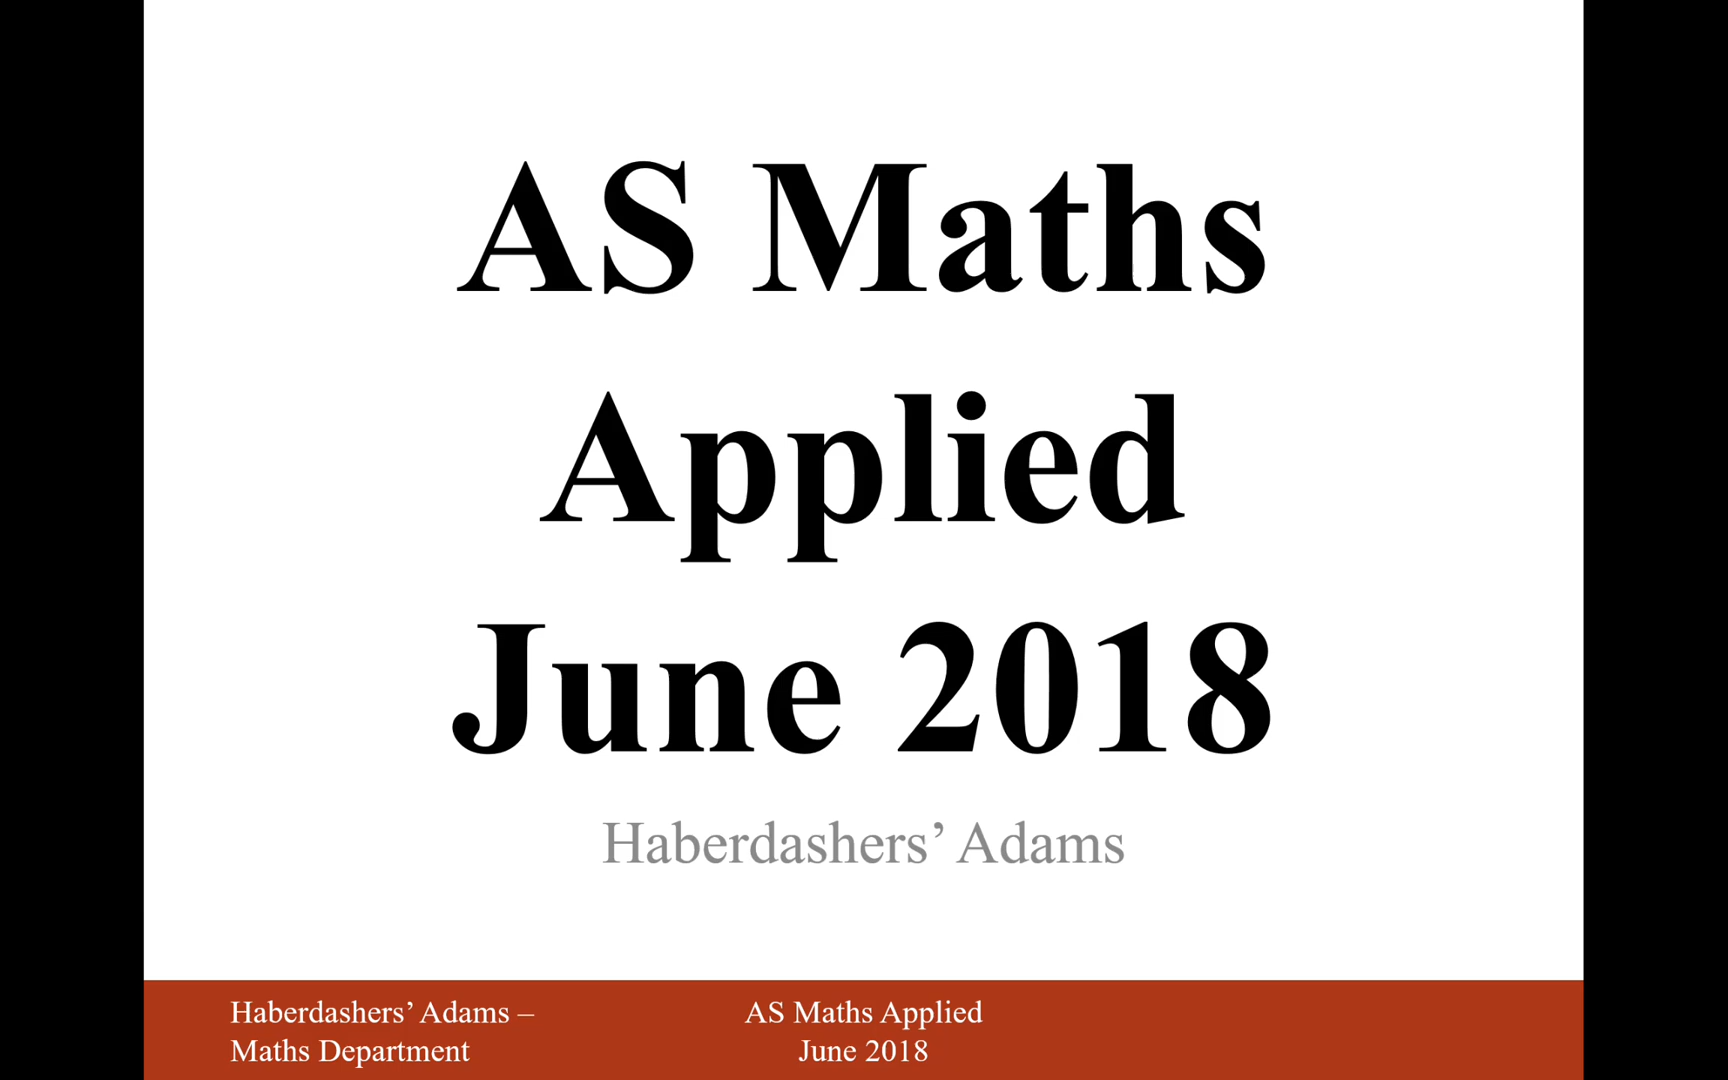 AS Maths
Applied
June 2018
Haberdashers’ Adams
Haberdashers’ Adams –
Maths Department
AS Maths Applied
June 2018